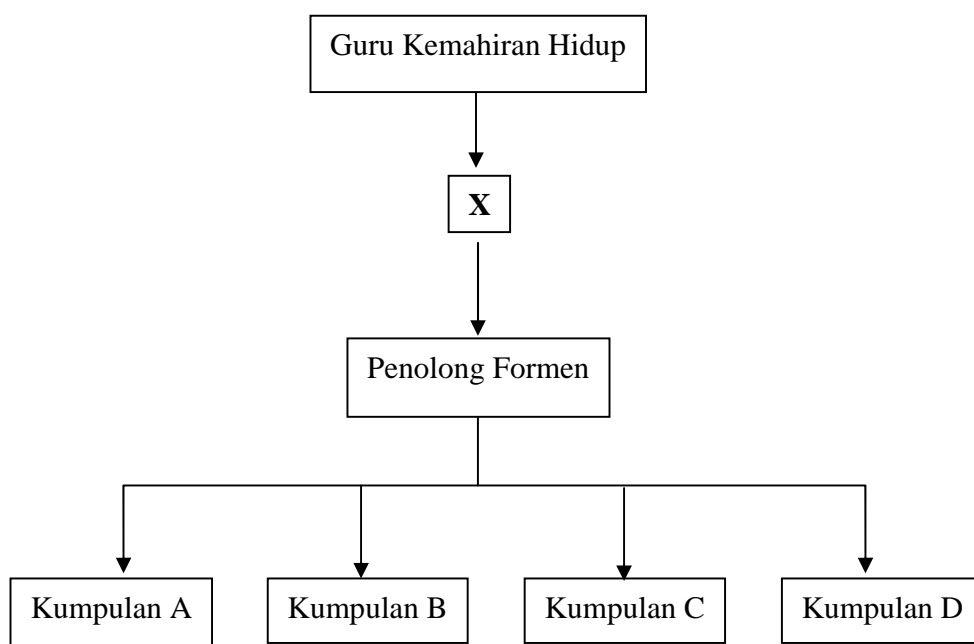 Guru Kemahiran Hidup
X
Penolong Formen
Kumpulan A
Kumpulan B
Kumpulan C
Kumpulan D